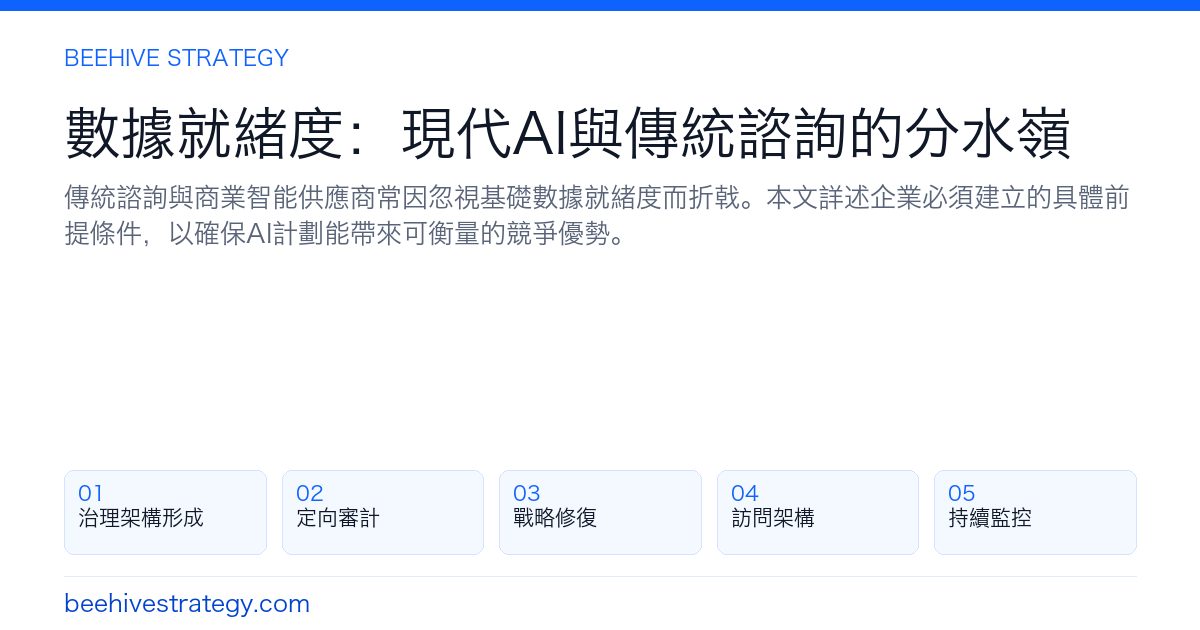 BEEHIVE STRATEGY
數據就緒度：現代AI與傳統諮詢的分水嶺
傳統諮詢與商業智能供應商常因忽視基礎數據就緒度而折戟。本文詳述企業必須建立的具體前
提條件，以確保AI計劃能帶來可衡量的競爭優勢。
01
治理架構形成
02
定向審計
03
戰略修復
04
訪問架構
05
持續監控
beehivestrategy.com